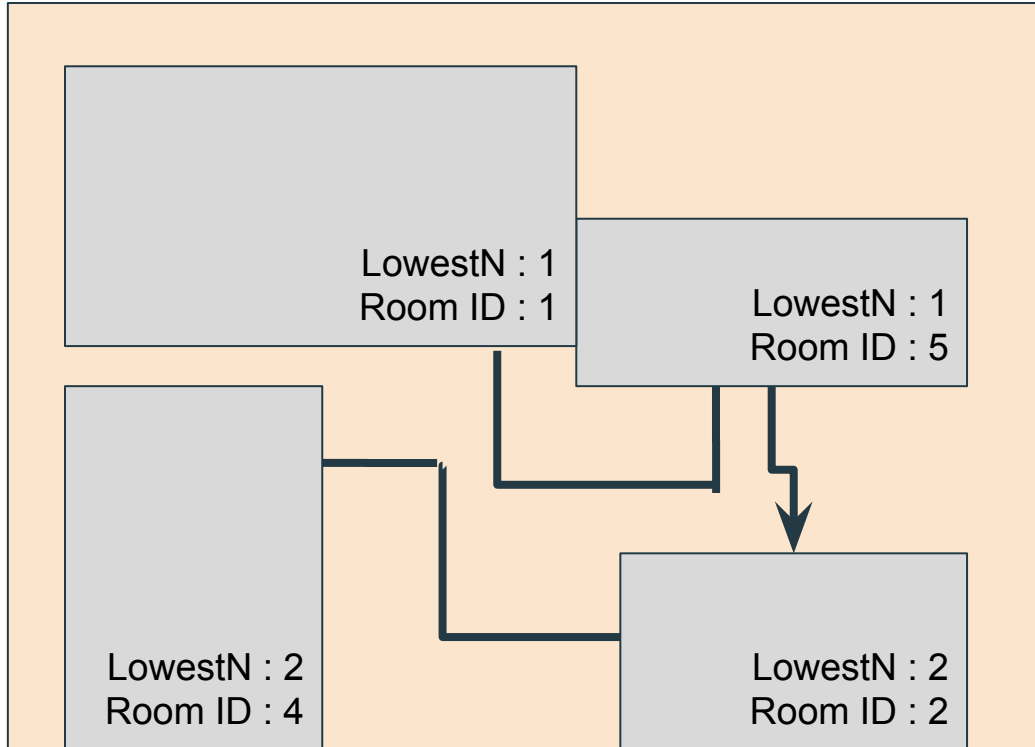 LowestN : 1
Room ID : 1
LowestN : 1
Room ID : 5
LowestN : 2
Room ID : 4
LowestN : 2
Room ID : 2